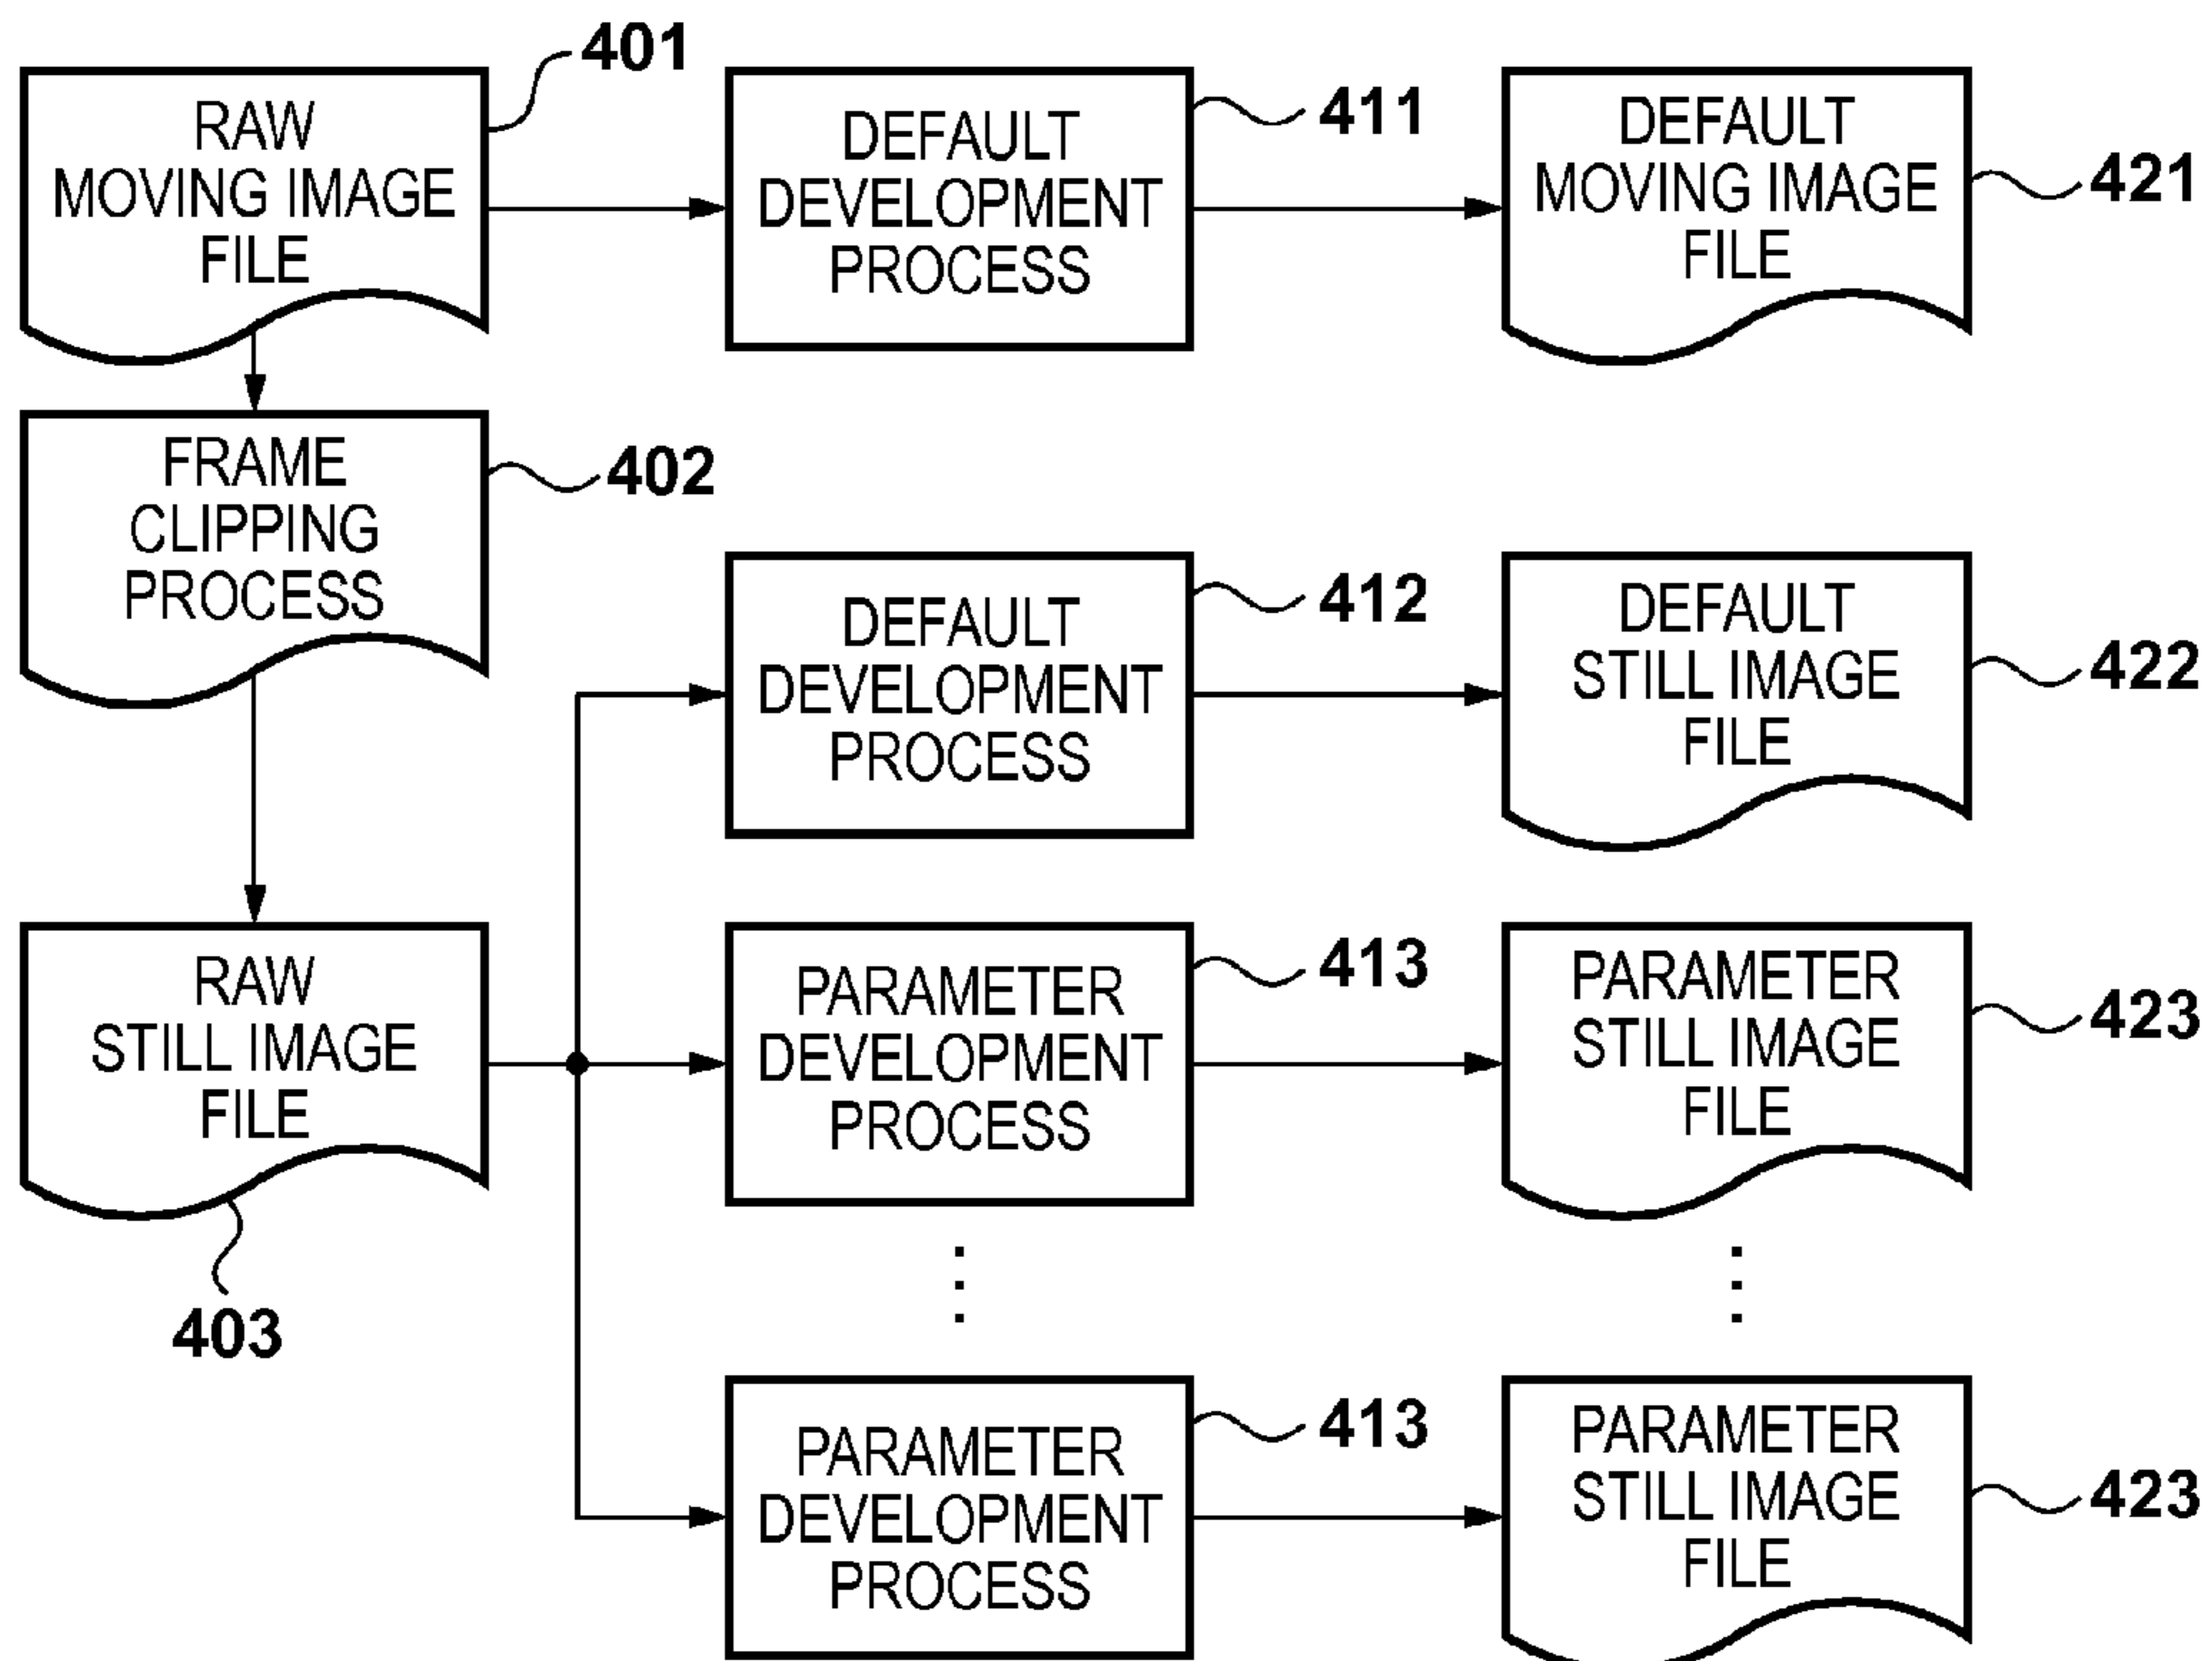 401
RAW
MOVING IMAGE
FILE
DEFAULT
DEVELOPMENT
PROCESS
411
DEFAULT
MOVING IMAGE
FILE
421
FRAME
CLIPPING
PROCESS
402
DEFAULT
DEVELOPMENT
PROCESS
412
DEFAULT
STILL IMAGE
FILE
422
RAW
STILL IMAGE
FILE
403
PARAMETER
DEVELOPMENT
PROCESS
413
PARAMETER
STILL IMAGE
FILE
423
PARAMETER
DEVELOPMENT
PROCESS
413
PARAMETER
STILL IMAGE
FILE
423